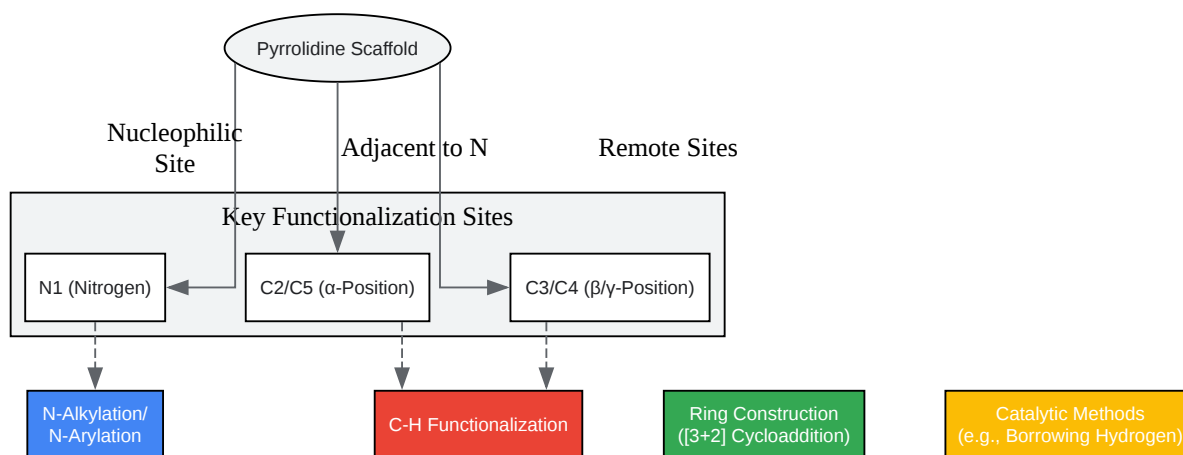 Pyrrolidine Scaffold
Nucleophilic
Site
Adjacent to N
Remote Sites
Key Functionalization Sites
N1 (Nitrogen)
C2/C5 (α-Position)
C3/C4 (β/γ-Position)
N-Alkylation/
N-Arylation
C-H Functionalization
Ring Construction
([3+2] Cycloaddition)
Catalytic Methods
(e.g., Borrowing Hydrogen)